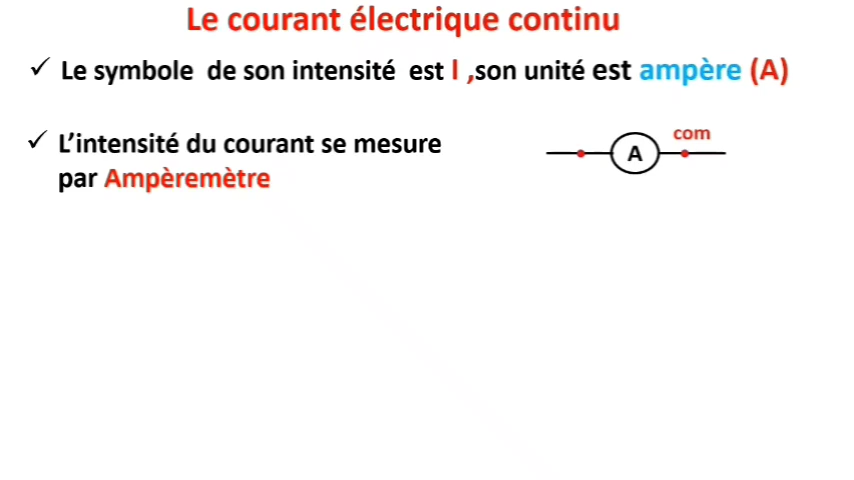 Le courant électrique continu
✓ Le symbole de son intensité est I ,son unité est ampère (A)
✓ L’intensité du courant se mesure
par Ampèremètre
com
A